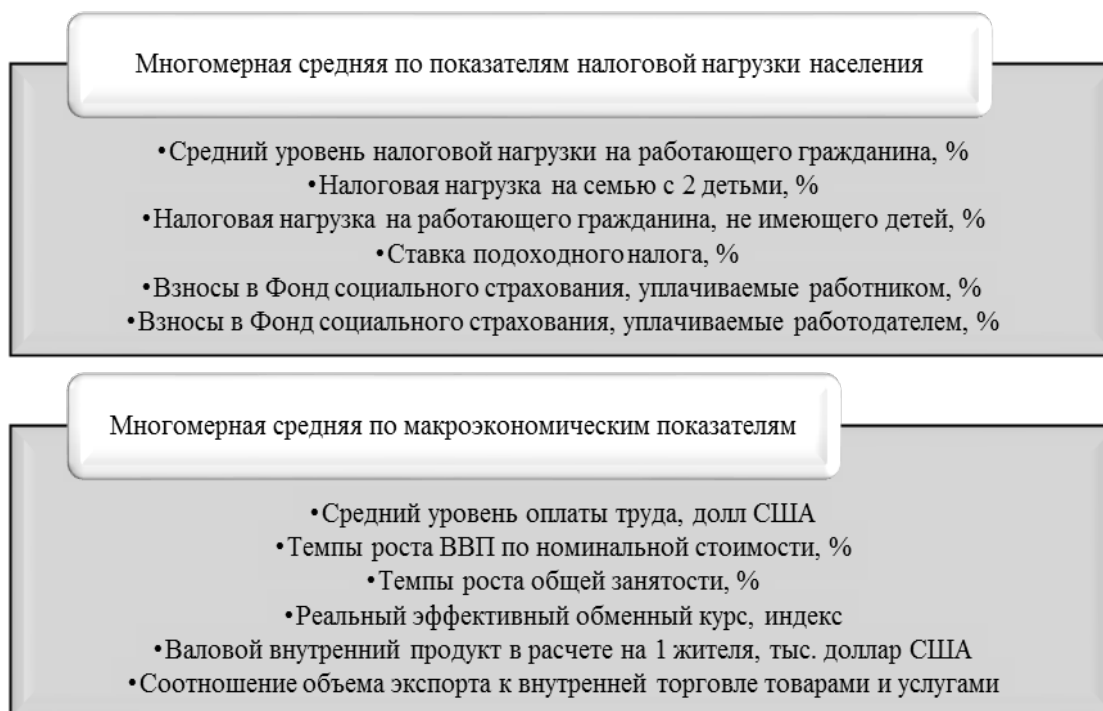 Многомерная средняя по показателям налоговой нагрузки населения
•Средний уровень налоговой нагрузки на работающего гражданина, %
•Налоговая нагрузка на семью с 2 детьми, %
•Налоговая нагрузка на работающего гражданина, не имеющего детей, %
•Ставка подоходного налога, %
•Взносы в Фонд социального страхования, уплачиваемые работником, %
•Взносы в Фонд социального страхования, уплачиваемые работодателем, %
Многомерная средняя по макроэкономическим показателям
•Средний уровень оплаты труда, долл США
•Темпы роста ВВП по номинальной стоимости, %
•Темпы роста общей занятости, %
•Реальный эффективный обменный курс, индекс
•Валовой внутренний продукт в расчете на 1 жителя, тыс. доллар США
•Соотношение объема экспорта к внутренней торговле товарами и услугами